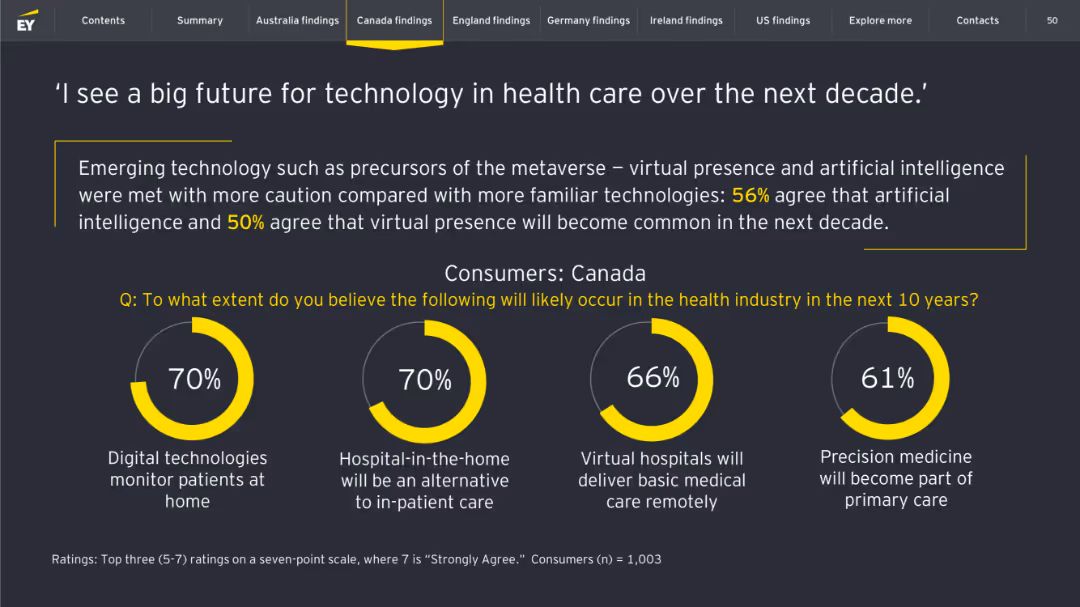 EY
Contents
Summary
Australia findings
Canada findings
England findings
Germany findings
Ireland findings
US findings
Explore more
Contacts
50
‘I see a big future for technology in health care over the next decade.’
Emerging technology such as precursors of the metaverse – virtual presence and artificial intelligence
were met with more caution compared with more familiar technologies: 56% agree that artificial
intelligence and 50% agree that virtual presence will become common in the next decade.
Consumers: Canada
Q: To what extent do you believe the following will likely occur in the health industry in the next 10 years?
70%
Digital technologies
monitor patients at
home
70%
Hospital-in-the-home
will be an alternative
to in-patient care
66%
Virtual hospitals will
deliver basic medical
care remotely
61%
Precision medicine
will become part of
primary care
Ratings: Top three (5-7) ratings on a seven-point scale, where 7 is “Strongly Agree.” Consumers (n) = 1,003